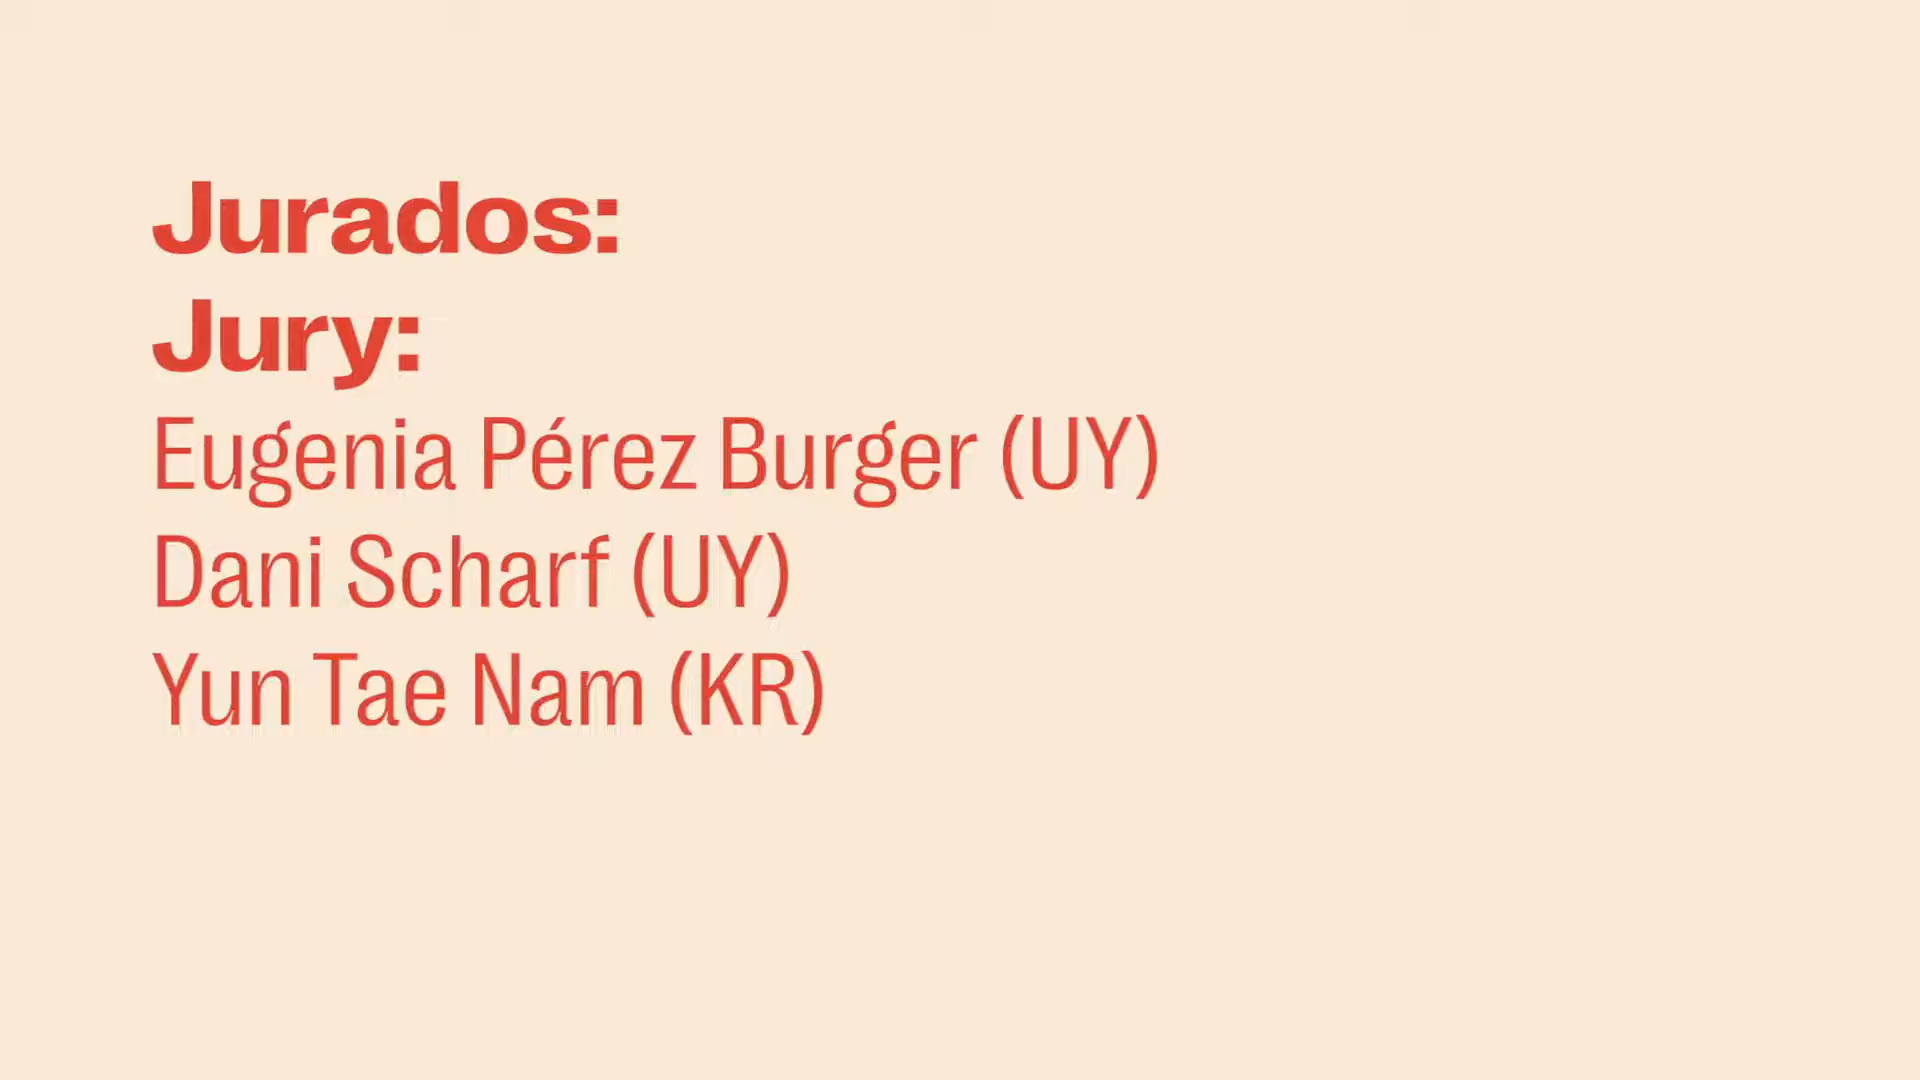 Jurados:
Jury:
Eugenia Pérez Burger (UY)
Dani Scharf (UY)
Yun Tae Nam (KR)